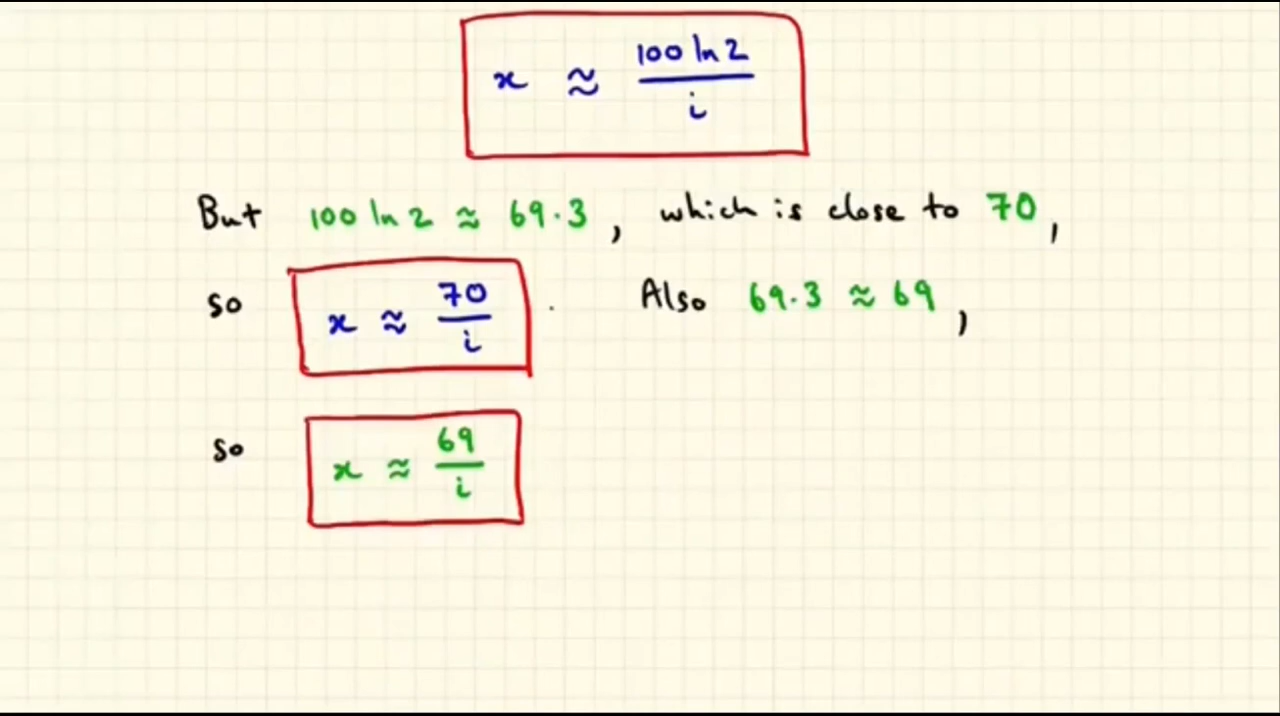 x ≈ 100 ln 2 / i
But 100 ln 2 ≈ 69.3, which is close to 70,
so x ≈ 70 / i . Also 69.3 ≈ 69,
so x ≈ 69 / i